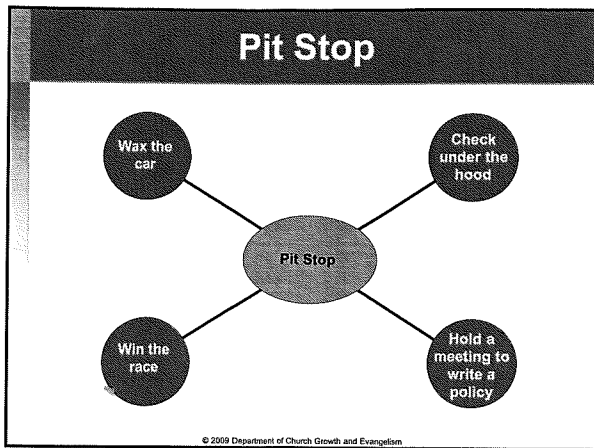 Pit Stop
Wax the
car
Check
under the
hood
Pit Stop
Win the
race
Hold a
meeting to
write a
policy
© 2009 Department of Church Growth and Evangelism